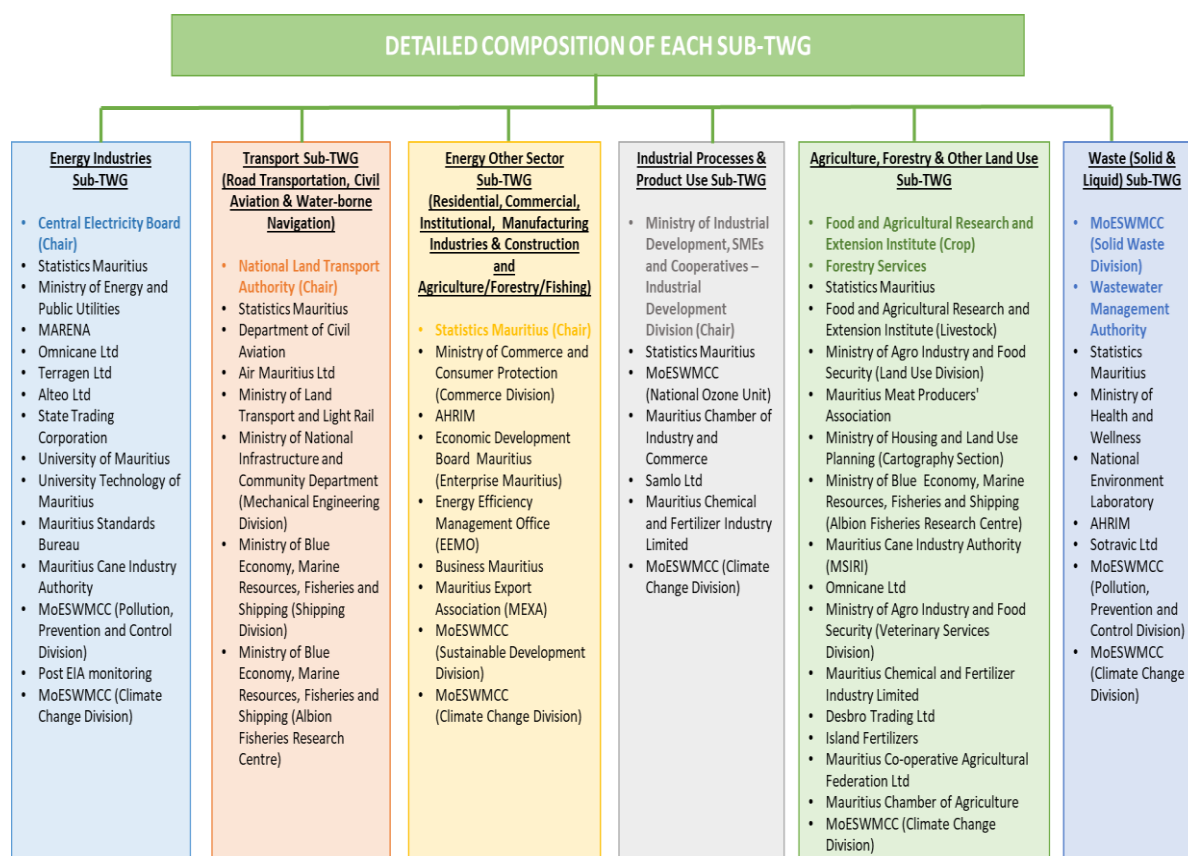 DETAILED COMPOSITION OF EACH SUB-TWG
Energy Industries
Sub-TWG
• Central Electricity Board
(Chair)
• Statistics Mauritius
• Ministry of Energy and
Public Utilities
• MARENA
• Omnicane Ltd
• Terragen Ltd
• Alteo Ltd
• State Trading
Corporation
• University of Mauritius
• University Technology of
Mauritius
• Mauritius Standards
Bureau
• Mauritius Cane Industry
Authority
• MoESWMCC (Pollution,
Prevention and Control
Division)
• Post EIA monitoring
• MoESWMCC (Climate
Change Division)
Transport Sub-TWG
(Road Transportation, Civil
Aviation & Water-borne
Navigation)
• National Land Transport
Authority (Chair)
• Statistics Mauritius
• Department of Civil
Aviation
• Air Mauritius Ltd
• Ministry of Land
Transport and Light Rail
• Ministry of National
Infrastructure and
Community Department
(Mechanical Engineering
Division)
• Ministry of Blue
Economy, Marine
Resources, Fisheries and
Shipping (Shipping
Division)
• Ministry of Blue
Economy, Marine
Resources, Fisheries and
Shipping (Albion
Fisheries Research
Centre)
Energy Other Sector
Sub-TWG
(Residential, Commercial,
Institutional, Manufacturing
Industries & Construction
and
Agriculture/Forestry/Fishing)
• Statistics Mauritius (Chair)
• Ministry of Commerce and
Consumer Protection
(Commerce Division)
• AHRIM
• Economic Development
Board Mauritius
(Enterprise Mauritius)
• Energy Efficiency
Management Office
(EEMO)
• Business Mauritius
• Mauritius Export
Association (MEXA)
• MoESWMCC
(Sustainable Development
Division)
• MoESWMCC
(Climate Change Division)
Industrial Processes &
Product Use Sub-TWG
• Ministry of Industrial
Development, SMEs
and Cooperatives –
Industrial
Development
Division (Chair)
• Statistics Mauritius
• MoESWMCC
(National Ozone Unit)
• Mauritius Chamber of
Industry and
Commerce
• Samlo Ltd
• Mauritius Chemical
and Fertilizer Industry
Limited
• MoESWMCC (Climate
Change Division)
Agriculture, Forestry & Other Land Use
Sub-TWG
• Food and Agricultural Research and
Extension Institute (Crop)
• Forestry Services
• Statistics Mauritius
• Food and Agricultural Research and
Extension Institute (Livestock)
• Ministry of Agro Industry and Food
Security (Land Use Division)
• Mauritius Meat Producers'
Association
• Ministry of Housing and Land Use
Planning (Cartography Section)
• Ministry of Blue Economy, Marine
Resources, Fisheries and Shipping
(Albion Fisheries Research Centre)
• Mauritius Cane Industry Authority
(MSIRI)
• Omnicane Ltd
• Ministry of Agro Industry and Food
Security (Veterinary Services
Division)
• Mauritius Chemical and Fertilizer
Industry Limited
• Desbro Trading Ltd
• Island Fertilizers
• Mauritius Co-operative Agricultural
Federation Ltd
• Mauritius Chamber of Agriculture
• MoESWMCC (Climate Change
Division)
Waste (Solid &
Liquid) Sub-TWG
• MoESWMCC
(Solid Waste
Division)
• Wastewater
Management
Authority
• Statistics
Mauritius
• Ministry of
Health and
Wellness
• National
Environment
Laboratory
• AHRIM
• Sotravic Ltd
• MoESWMCC
(Pollution,
Prevention and
Control Division)
• MoESWMCC
(Climate Change
Division)